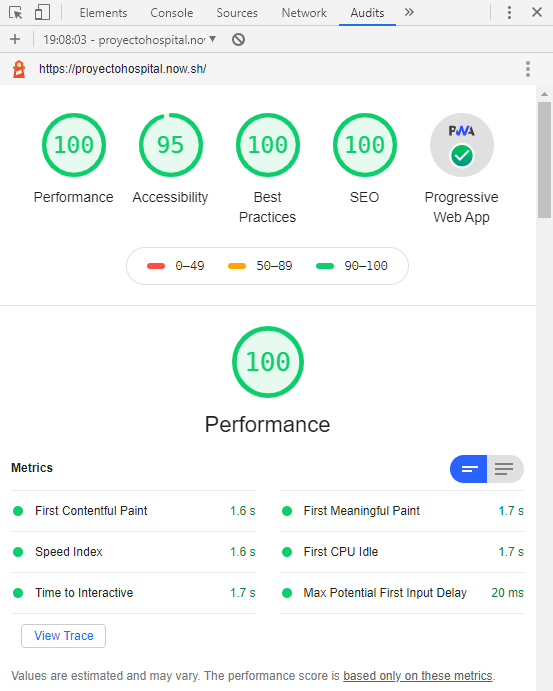 Elements Console Sources Network Audits
19:08:03 - proyectohospital.no
https://proyectohospital.now.sh/
100 95 100 100 PWA
Performance Accessibility Best Practices SEO Progressive Web App
0–49 50–89 90–100
100
Performance
Metrics
First Contentful Paint 1.6 s
First Meaningful Paint 1.7 s
Speed Index 1.6 s
First CPU Idle 1.7 s
Time to Interactive 1.7 s
Max Potential First Input Delay 20 ms
View Trace
Values are estimated and may vary. The performance score is based only on these metrics.